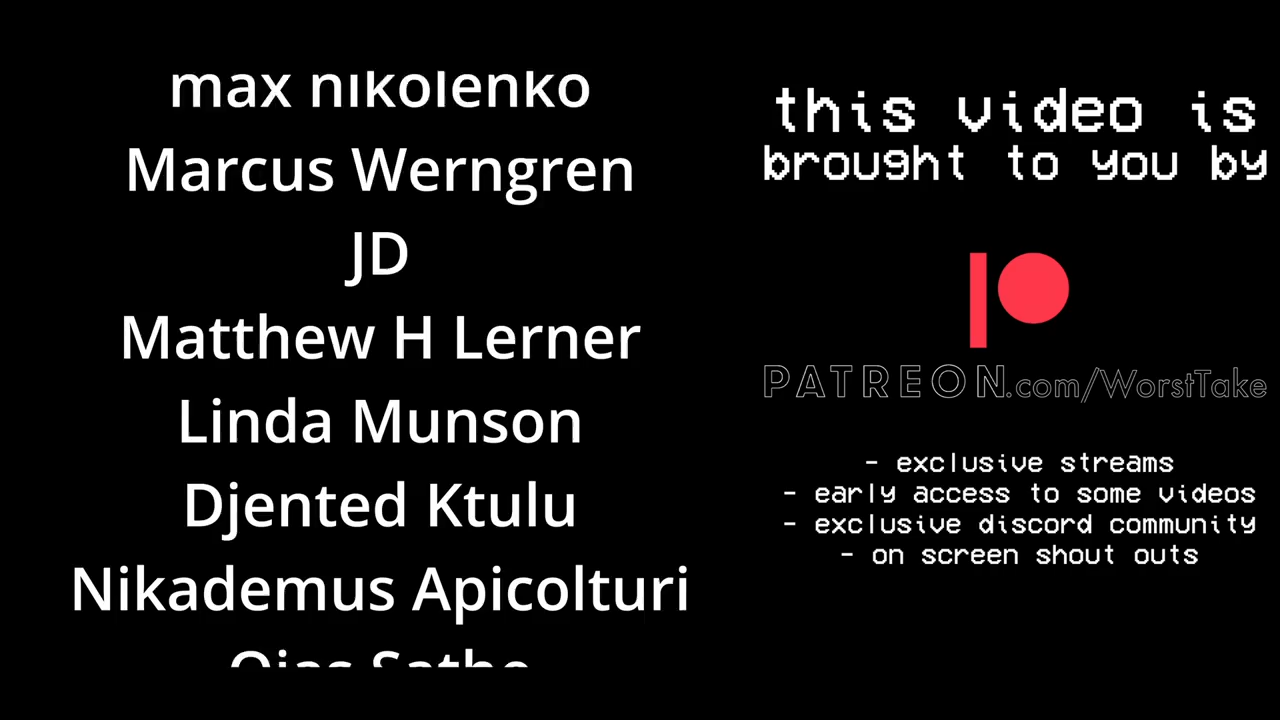 max nikolenko
Marcus Werngren
JD
Matthew H Lerner
Linda Munson
Djented Ktulu
Nikademus Apicolturi
this video is
brought to you by
PATREON.com/WorstTake
- exclusive streams
- early access to some videos
- exclusive discord community
- on screen shout outs